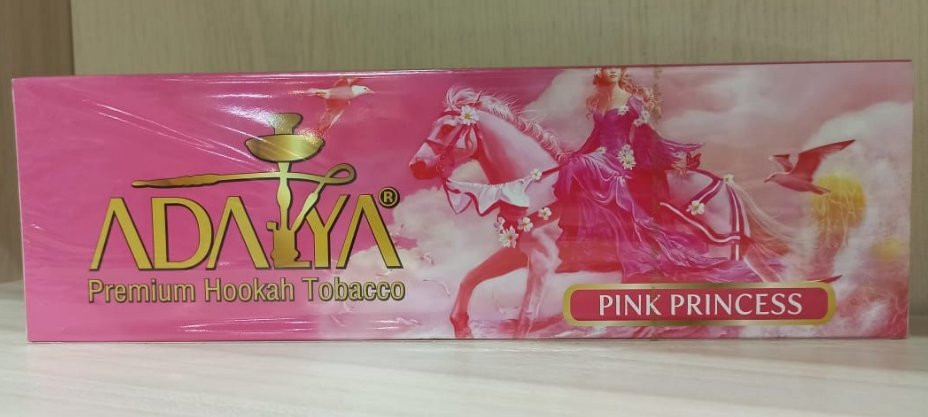 ADALYA®
Premium Hookah Tobacco
PINK PRINCESS